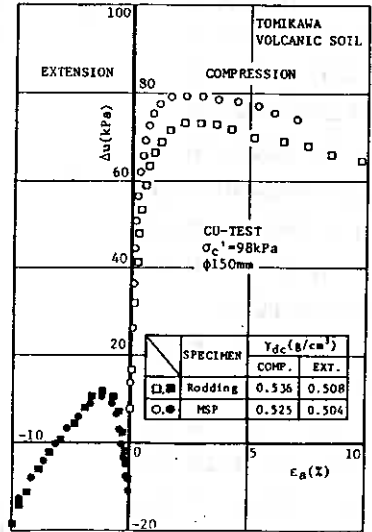 100
TOMIKAWA
VOLCANIC SOIL
EXTENSION COMPRESSION
80
Δu(kPa)
60
CU-TEST
σc'=98kPa
φ150mm
40
20
SPECIMEN γdc(g/cm³)
COMP. EXT.
□,■ Rodding 0.536 0.508
○,● MSP 0.525 0.504
-10 0 5 10
εa(%)
-20